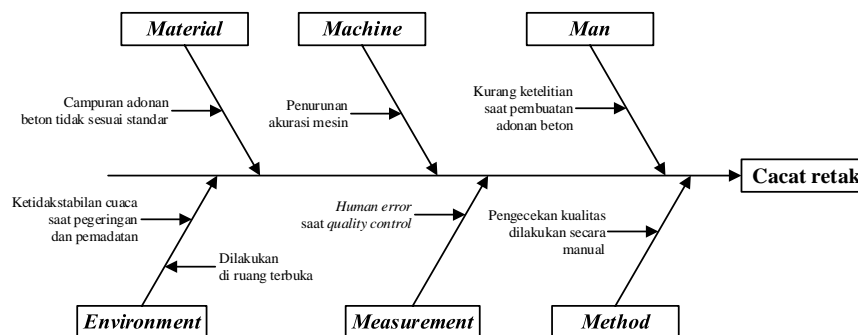 Material
Machine
Man
Campuran adonan
beton tidak sesuai standar
Penurunan
akurasi mesin
Kurang ketelitian
saat pembuatan
adonan beton
Cacat retak
Ketidakstabilan cuaca
saat pegeringan
dan pemadatan
Dilakukan
di ruang terbuka
Human error
saat quality control
Pengecekan kualitas
dilakukan secara
manual
Environment
Measurement
Method